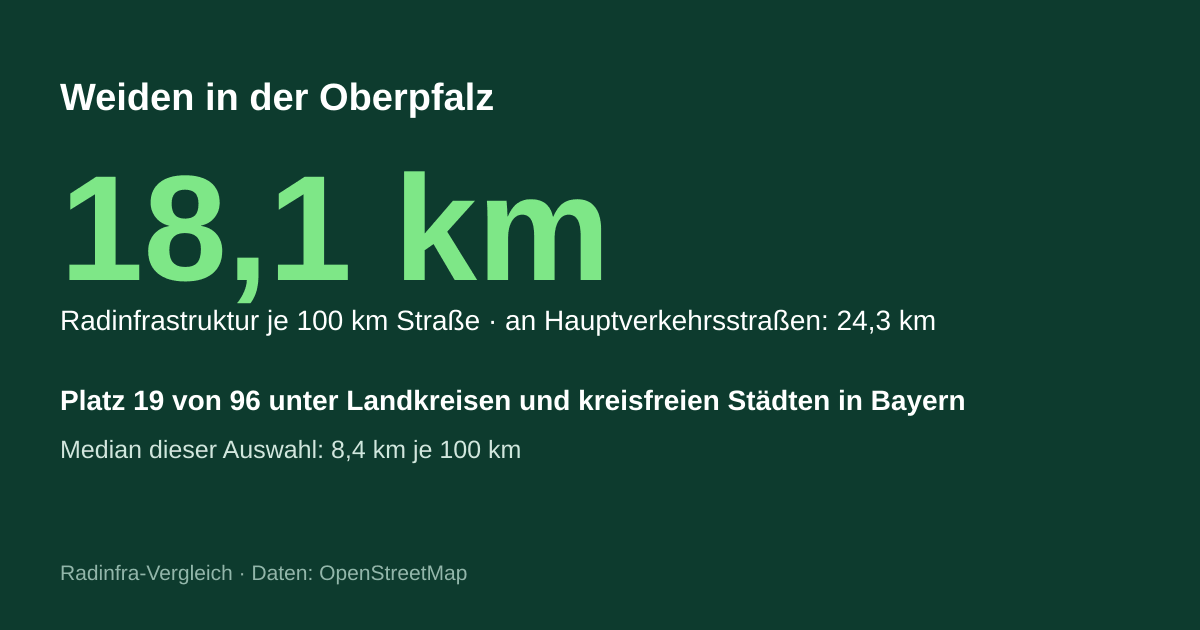 Weiden in der Oberpfalz
18,1 km
Radinfrastruktur je 100 km Straße · an Hauptverkehrsstraßen: 24,3 km
Platz 19 von 96 unter Landkreisen und kreisfreien Städten in Bayern
Median dieser Auswahl: 8,4 km je 100 km
Radinfra-Vergleich · Daten: OpenStreetMap